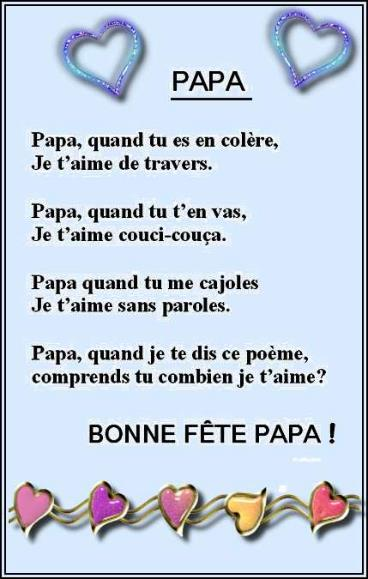 PAPA
Papa, quand tu es en colère,
Je t'aime de travers.
Papa, quand tu t'en vas,
Je t'aime couci-couça.
Papa quand tu me cajoles
Je t'aime sans paroles.
Papa, quand je te dis ce poème,
comprends tu combien je t'aime?
BONNE FÊTE PAPA !